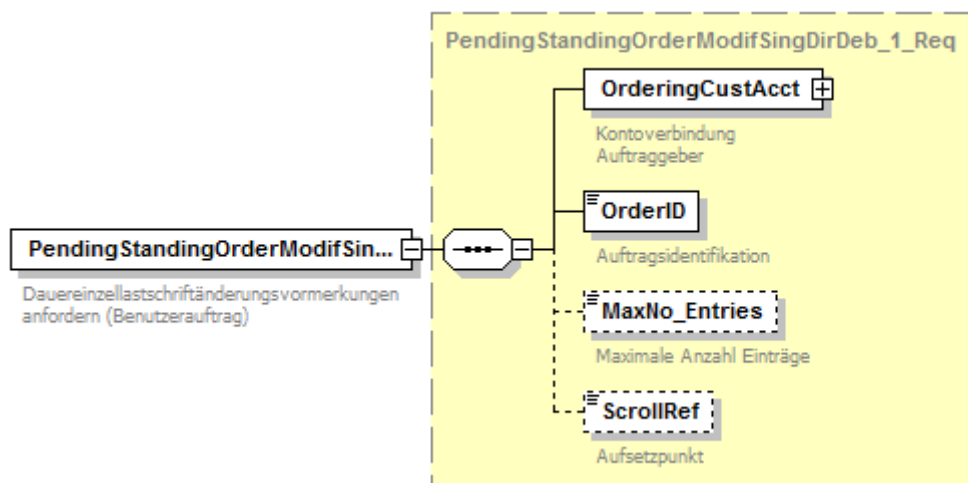 PendingStandingOrderModifSingDirDeb_1_Req
OrderingCustAcct
Kontoverbindung
Auftraggeber
OrderID
Auftragsidentifikation
PendingStandingOrderModifSin...
Dauereinzellastschriftänderungsvormerkungen
anfordern (Benutzerauftrag)
MaxNo_Entries
Maximale Anzahl Einträge
ScrollRef
Aufsetzpunkt